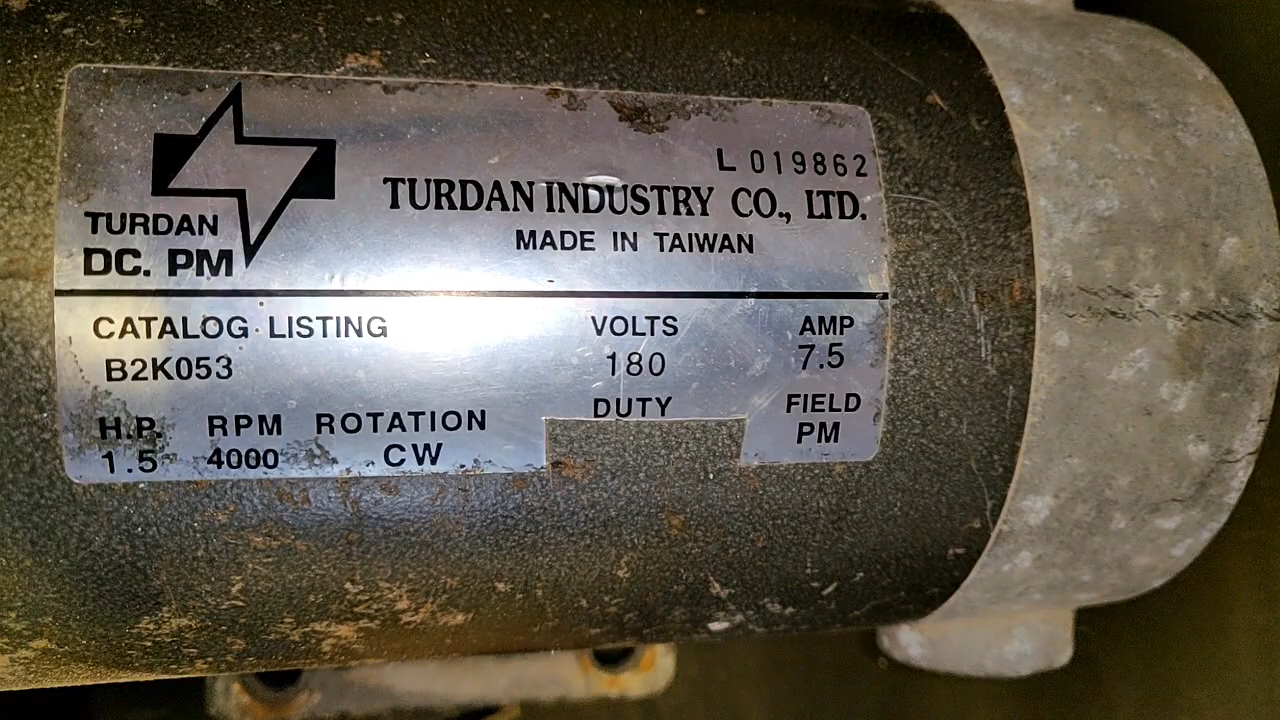 L 019862
TURDAN INDUSTRY CO., LTD.
MADE IN TAIWAN
TURDAN
DC. PM
CATALOG LISTING
B2K053
VOLTS
180
AMP
7.5
H.P.
1.5
RPM
4000
ROTATION
CW
DUTY
FIELD
PM